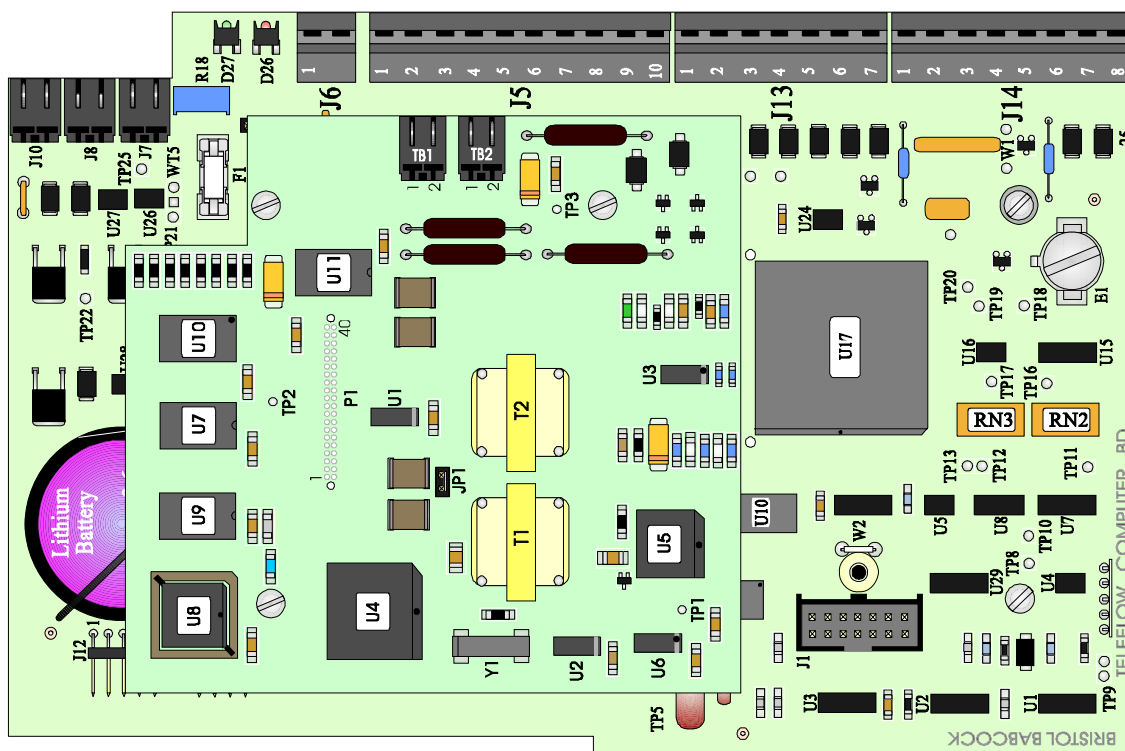 R18
D27
D26
J6
1
J5
1 2 3 4 5 6 7 8 9 10
J13
1 2 3 4 5 6 7
J14
1 2 3 4 5 6 7 8
J10
J8
J7
TP25
WT5
F1
U27
U26
TP22
TB1
TB2
1 2
1 2
TP3
U11
U10
U7
U9
U8
TP2
40
P1
1
U1
JP1
T2
T1
U3
U5
U4
Y1
U2
U6
TP1
TP5
Lithium
Battery
J12
1
U24
W1
E1
U17
TP20
TP19
TP18
U16
U15
TP17
TP16
RN3
RN2
TP13
TP12
TP11
U10
W2
U5
U8
U7
TP10
TP8
U29
U4
J1
U3
U2
U1
TP9
TELEFLOW COMPUTER BD
BRISTOL BABCOCK